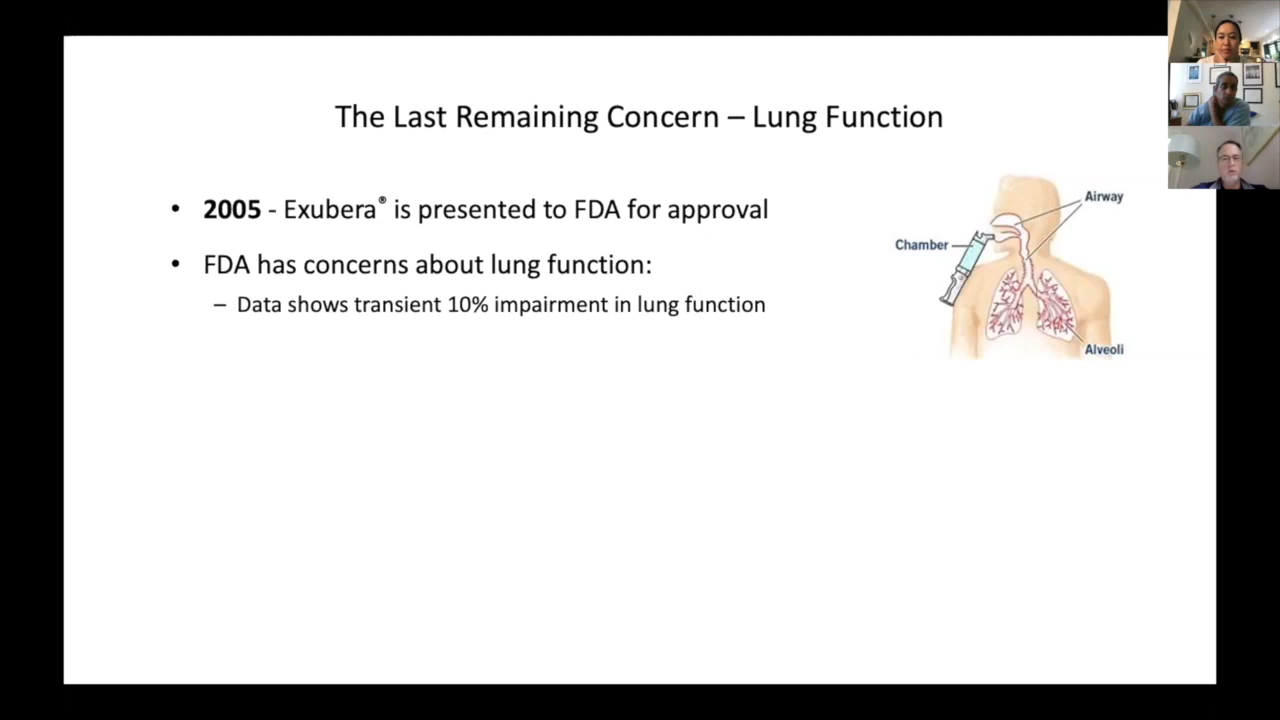 The Last Remaining Concern – Lung Function
• 2005 - Exubera® is presented to FDA for approval
• FDA has concerns about lung function:
– Data shows transient 10% impairment in lung function
Airway
Chamber
Alveoli